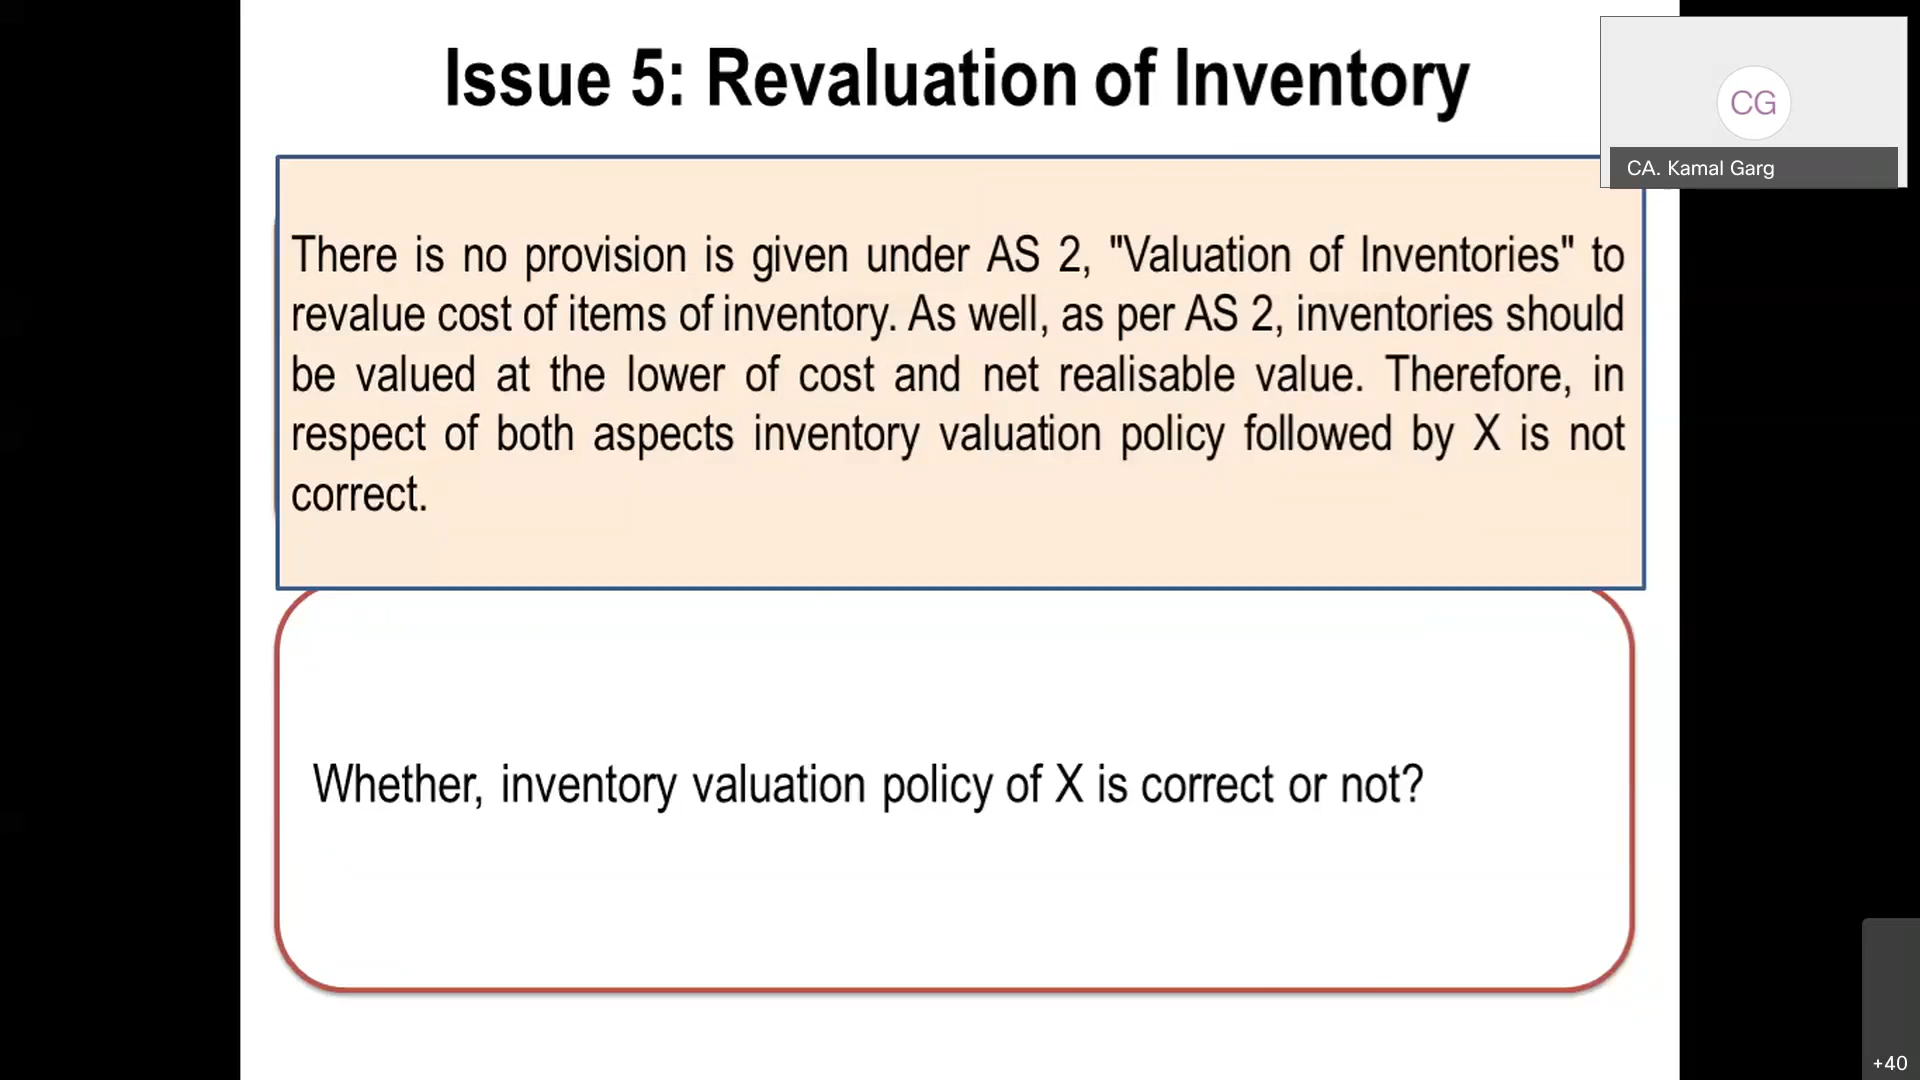 Issue 5: Revaluation of Inventory
CG
CA. Kamal Garg
There is no provision is given under AS 2, "Valuation of Inventories" to
revalue cost of items of inventory. As well, as per AS 2, inventories should
be valued at the lower of cost and net realisable value. Therefore, in
respect of both aspects inventory valuation policy followed by X is not
correct.
Whether, inventory valuation policy of X is correct or not?
+40